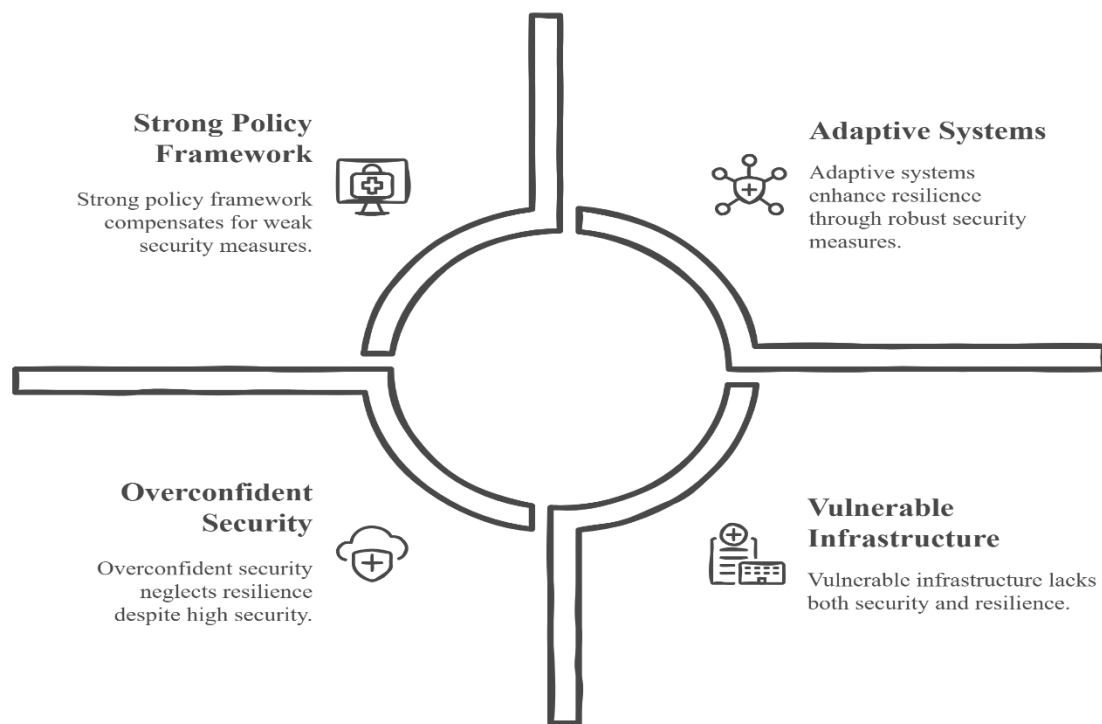 Strong Policy
Framework
Strong policy framework
compensates for weak
security measures.
Adaptive Systems
Adaptive systems
enhance resilience
through robust security
measures.
Overconfident
Security
Overconfident security
neglects resilience
despite high security.
Vulnerable
Infrastructure
Vulnerable infrastructure lacks
both security and resilience.